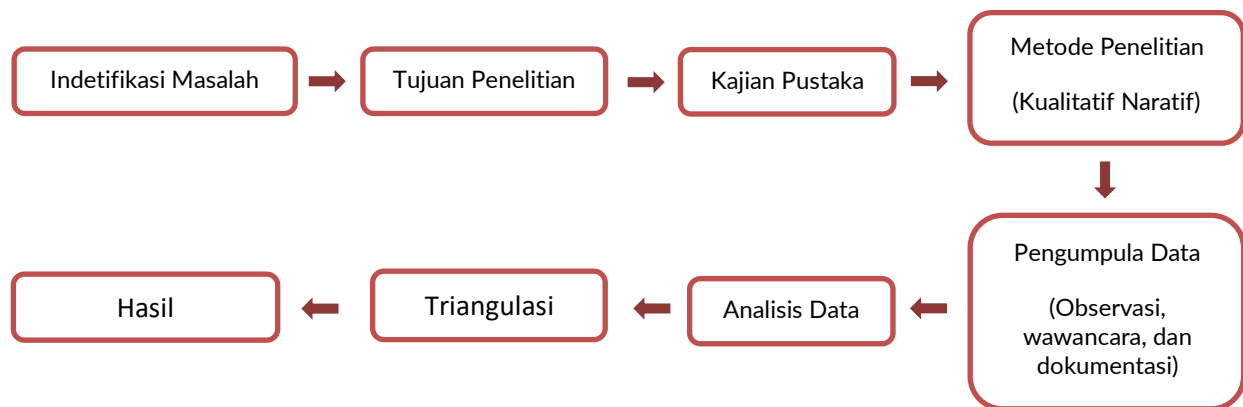 Indetifikasi Masalah
Tujuan Penelitian
Kajian Pustaka
Metode Penelitian
(Kualitatif Naratif)
Pengumpula Data
(Observasi,
wawancara, dan
dokumentasi)
Analisis Data
Triangulasi
Hasil